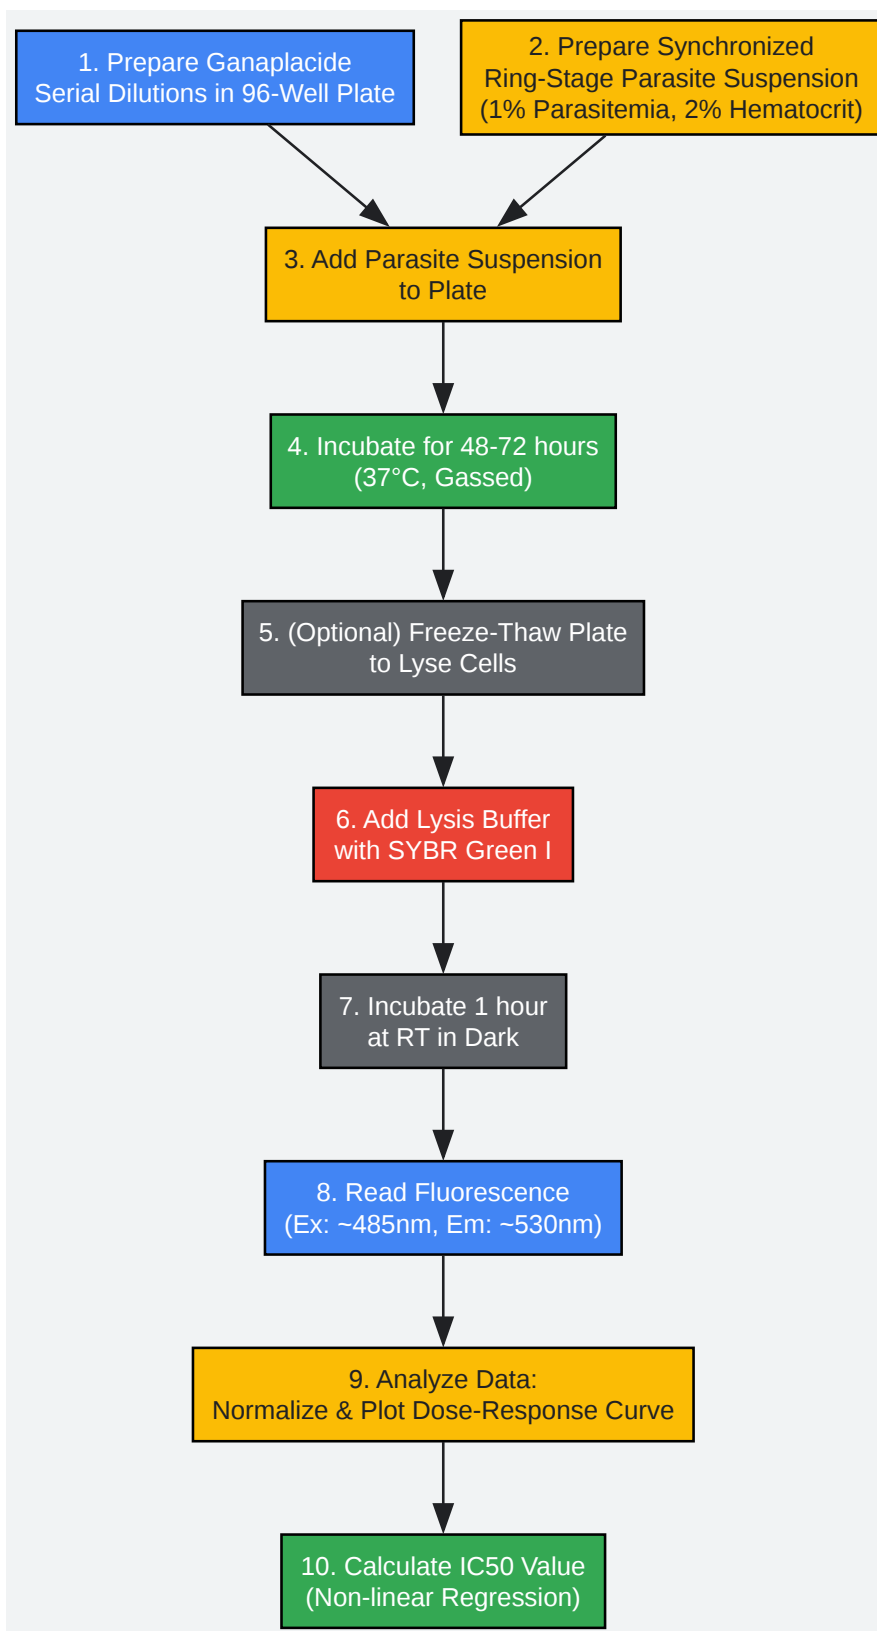 1. Prepare Ganaplacide
Serial Dilutions in 96-Well Plate
2. Prepare Synchronized
Ring-Stage Parasite Suspension
(1% Parasitemia, 2% Hematocrit)
3. Add Parasite Suspension
to Plate
4. Incubate for 48-72 hours
(37°C, Gassed)
5. (Optional) Freeze-Thaw Plate
to Lyse Cells
6. Add Lysis Buffer
with SYBR Green I
7. Incubate 1 hour
at RT in Dark
8. Read Fluorescence
(Ex: ~485nm, Em: ~530nm)
9. Analyze Data:
Normalize & Plot Dose-Response Curve
10. Calculate IC50 Value
(Non-linear Regression)